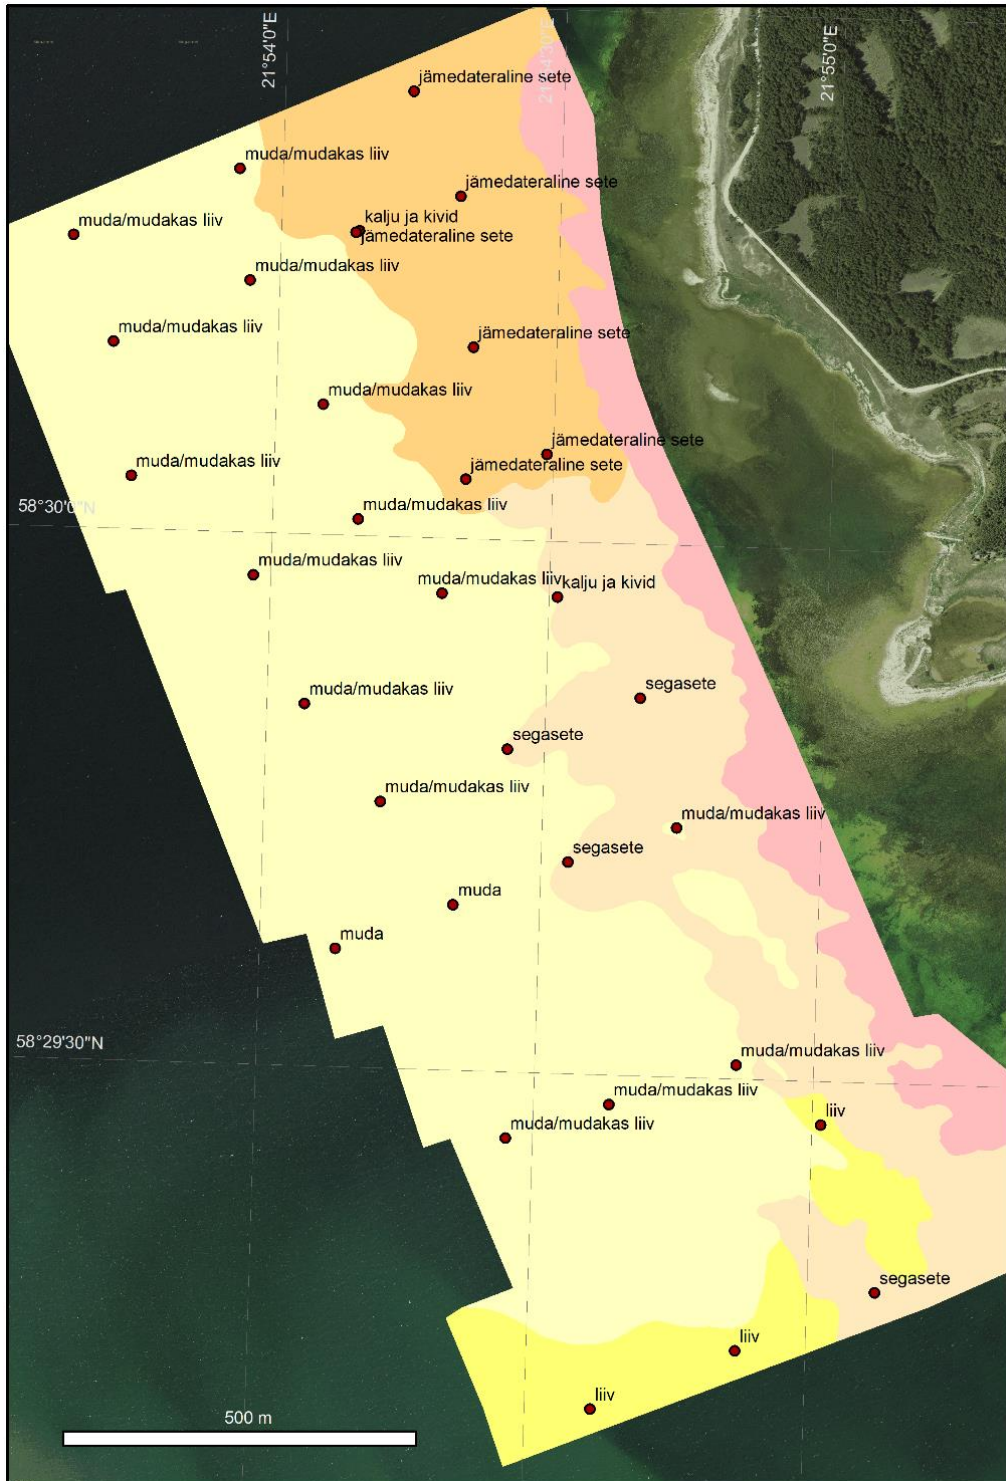 21°54'0"E
21°54'30"E
21°55'0"E
jämedateraline sete
muda/mudakas liiv
jämedateraline sete
muda/mudakas liiv
kalju ja kivid
jämedateraline sete
muda/mudakas liiv
muda/mudakas liiv
jämedateraline sete
muda/mudakas liiv
jämedateraline sete
muda/mudakas liiv
jämedateraline sete
58°30'0"N
muda/mudakas liiv
muda/mudakas liiv
muda/mudakas liiv
kalju ja kivid
muda/mudakas liiv
segasete
segasete
muda/mudakas liiv
muda/mudakas liiv
segasete
muda
muda
58°29'30"N
muda/mudakas liiv
muda/mudakas liiv
liiv
muda/mudakas liiv
segasete
liiv
liiv
500 m